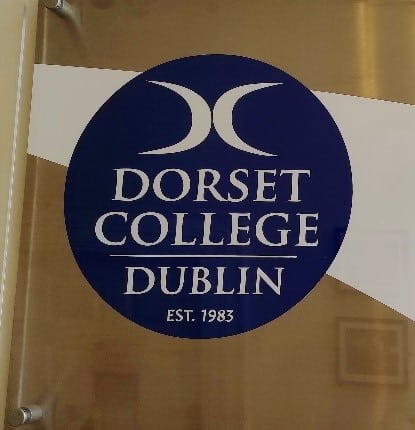 DORSET
COLLEGE
DUBLIN
EST. 1983